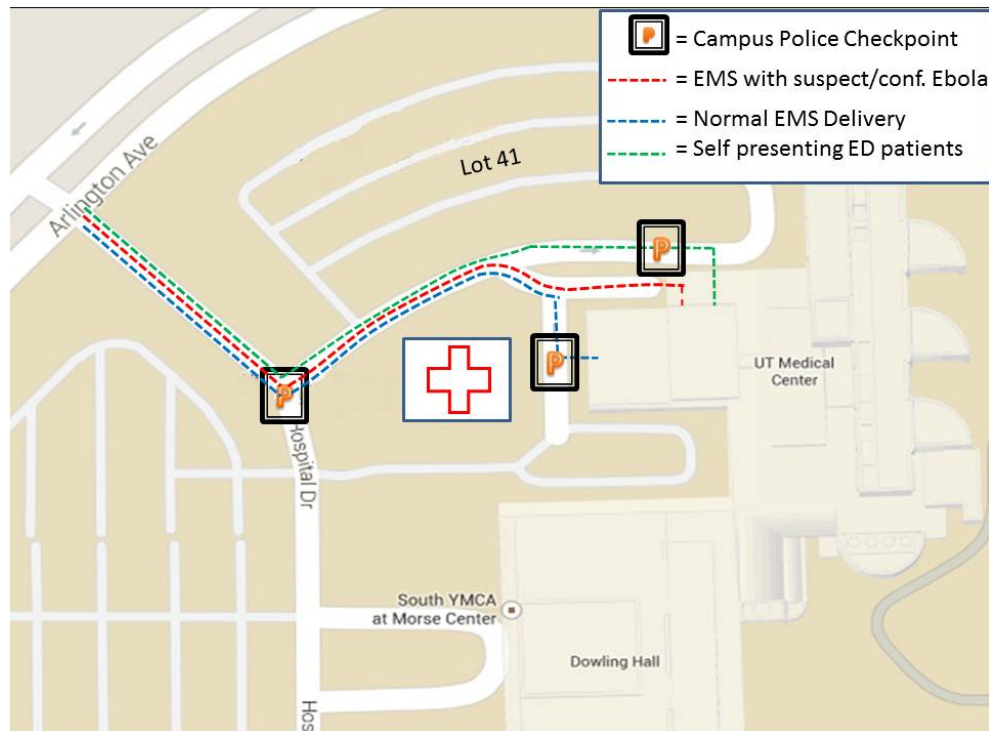 P = Campus Police Checkpoint
= EMS with suspect/conf. Ebola
= Normal EMS Delivery
= Self presenting ED patients
Arlington Ave
Lot 41
P
P
UT Medical
Center
P
Hospital Dr
South YMCA
at Morse Center
Dowling Hall
Hos